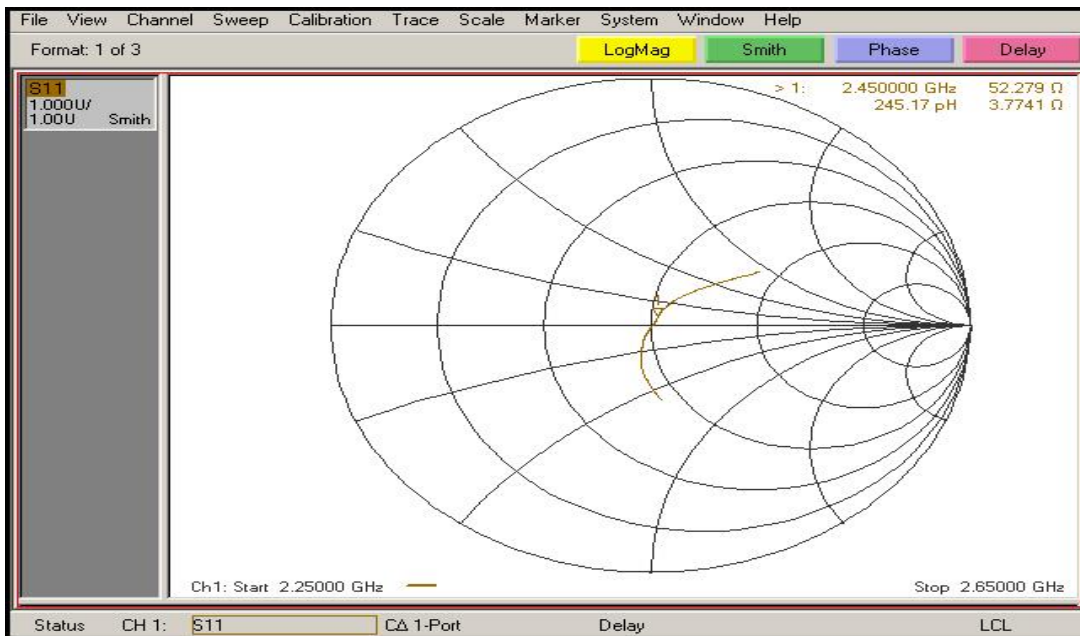 File View Channel Sweep Calibration Trace Scale Marker System Window Help
Format: 1 of 3
LogMag Smith Phase Delay
S11
1.000U/
1.00U Smith
> 1: 2.450000 GHz 52.279 Ω
245.17 pH 3.7741 Ω
Ch1: Start 2.25000 GHz
Stop 2.65000 GHz
Status CH 1: S11 CΔ 1-Port Delay LCL